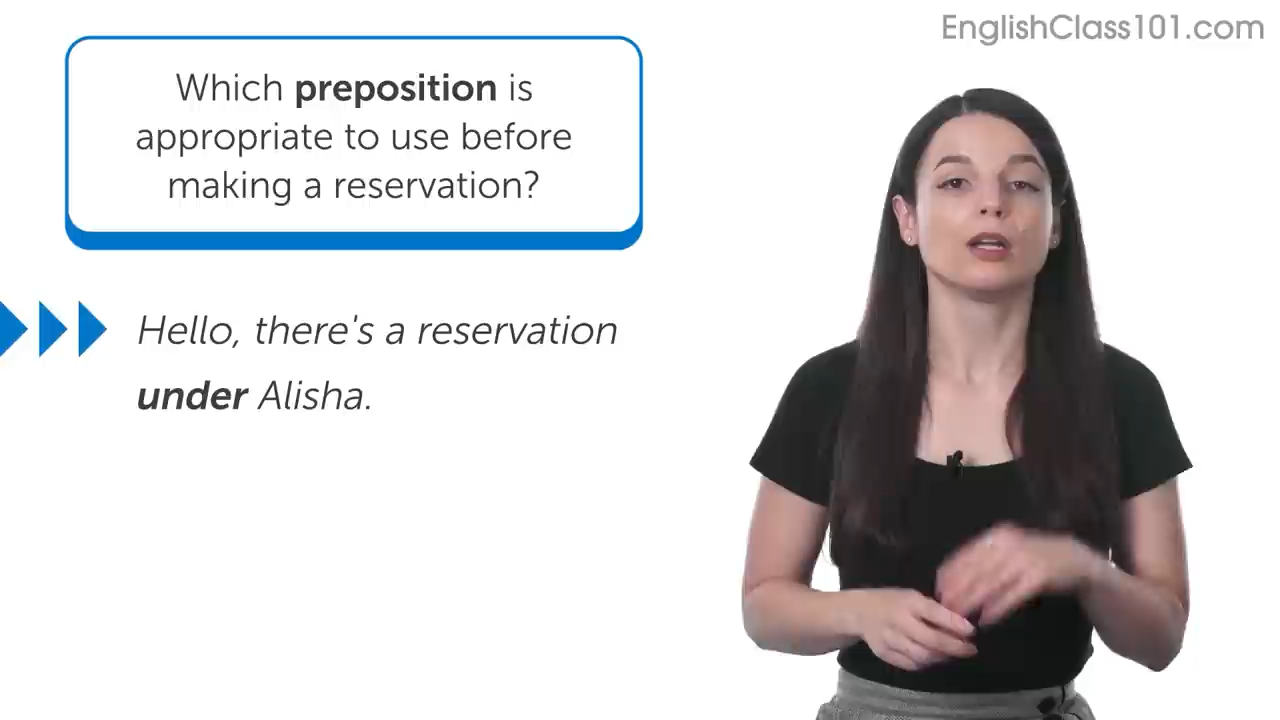 EnglishClass101.com
Which preposition is
appropriate to use before
making a reservation?
Hello, there's a reservation
under Alisha.